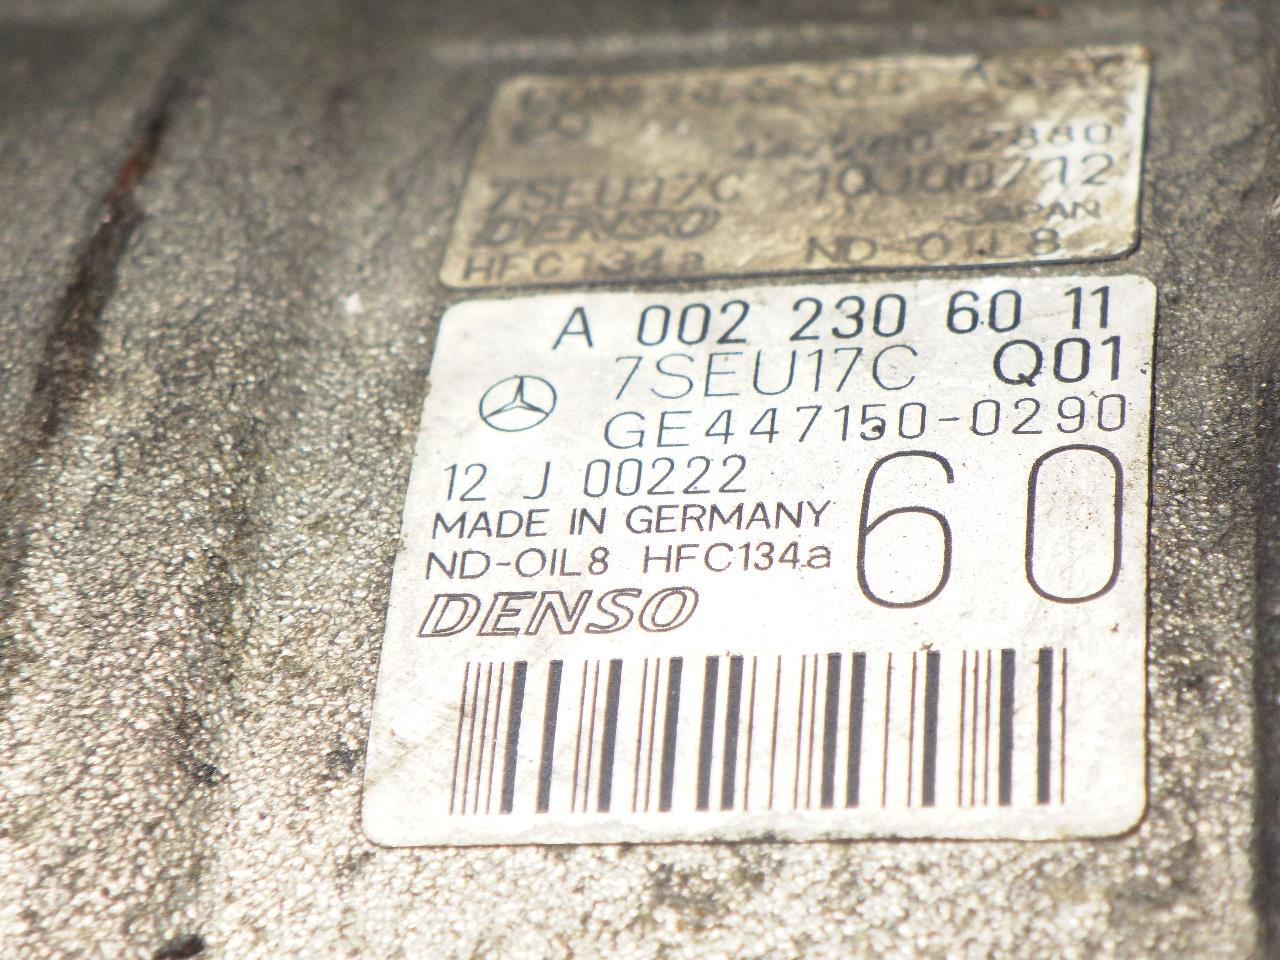 7SEU17C
DENSO JAPAN
HFC134a ND-OIL8
A 002 230 60 11
7SEU17C Q01
GE447150-0290
12 J 00222
60
MADE IN GERMANY
ND-OIL8 HFC134a
DENSO